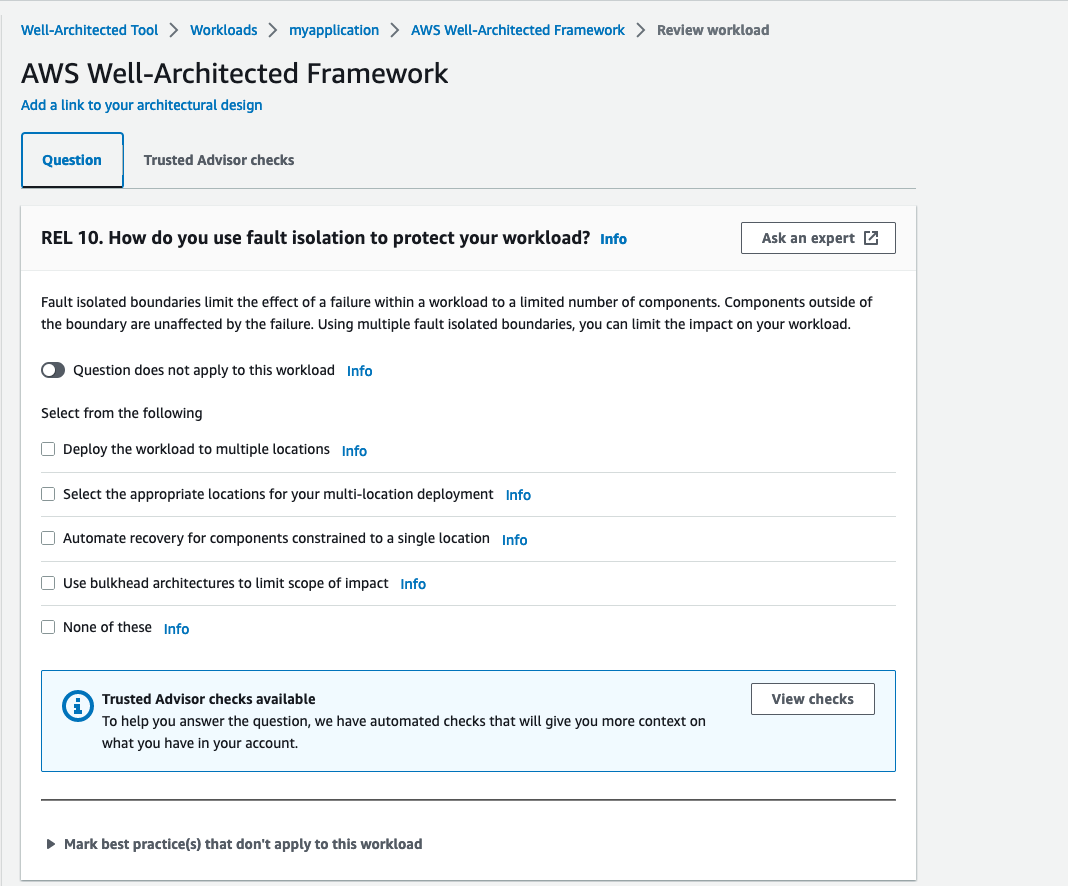 Well-Architected Tool > Workloads > myapplication > AWS Well-Architected Framework > Review workload
AWS Well-Architected Framework
Add a link to your architectural design
Question Trusted Advisor checks
REL 10. How do you use fault isolation to protect your workload? Info Ask an expert
Fault isolated boundaries limit the effect of a failure within a workload to a limited number of components. Components outside of
the boundary are unaffected by the failure. Using multiple fault isolated boundaries, you can limit the impact on your workload.
Question does not apply to this workload Info
Select from the following
Deploy the workload to multiple locations Info
Select the appropriate locations for your multi-location deployment Info
Automate recovery for components constrained to a single location Info
Use bulkhead architectures to limit scope of impact Info
None of these Info
Trusted Advisor checks available View checks
To help you answer the question, we have automated checks that will give you more context on
what you have in your account.
Mark best practice(s) that don't apply to this workload